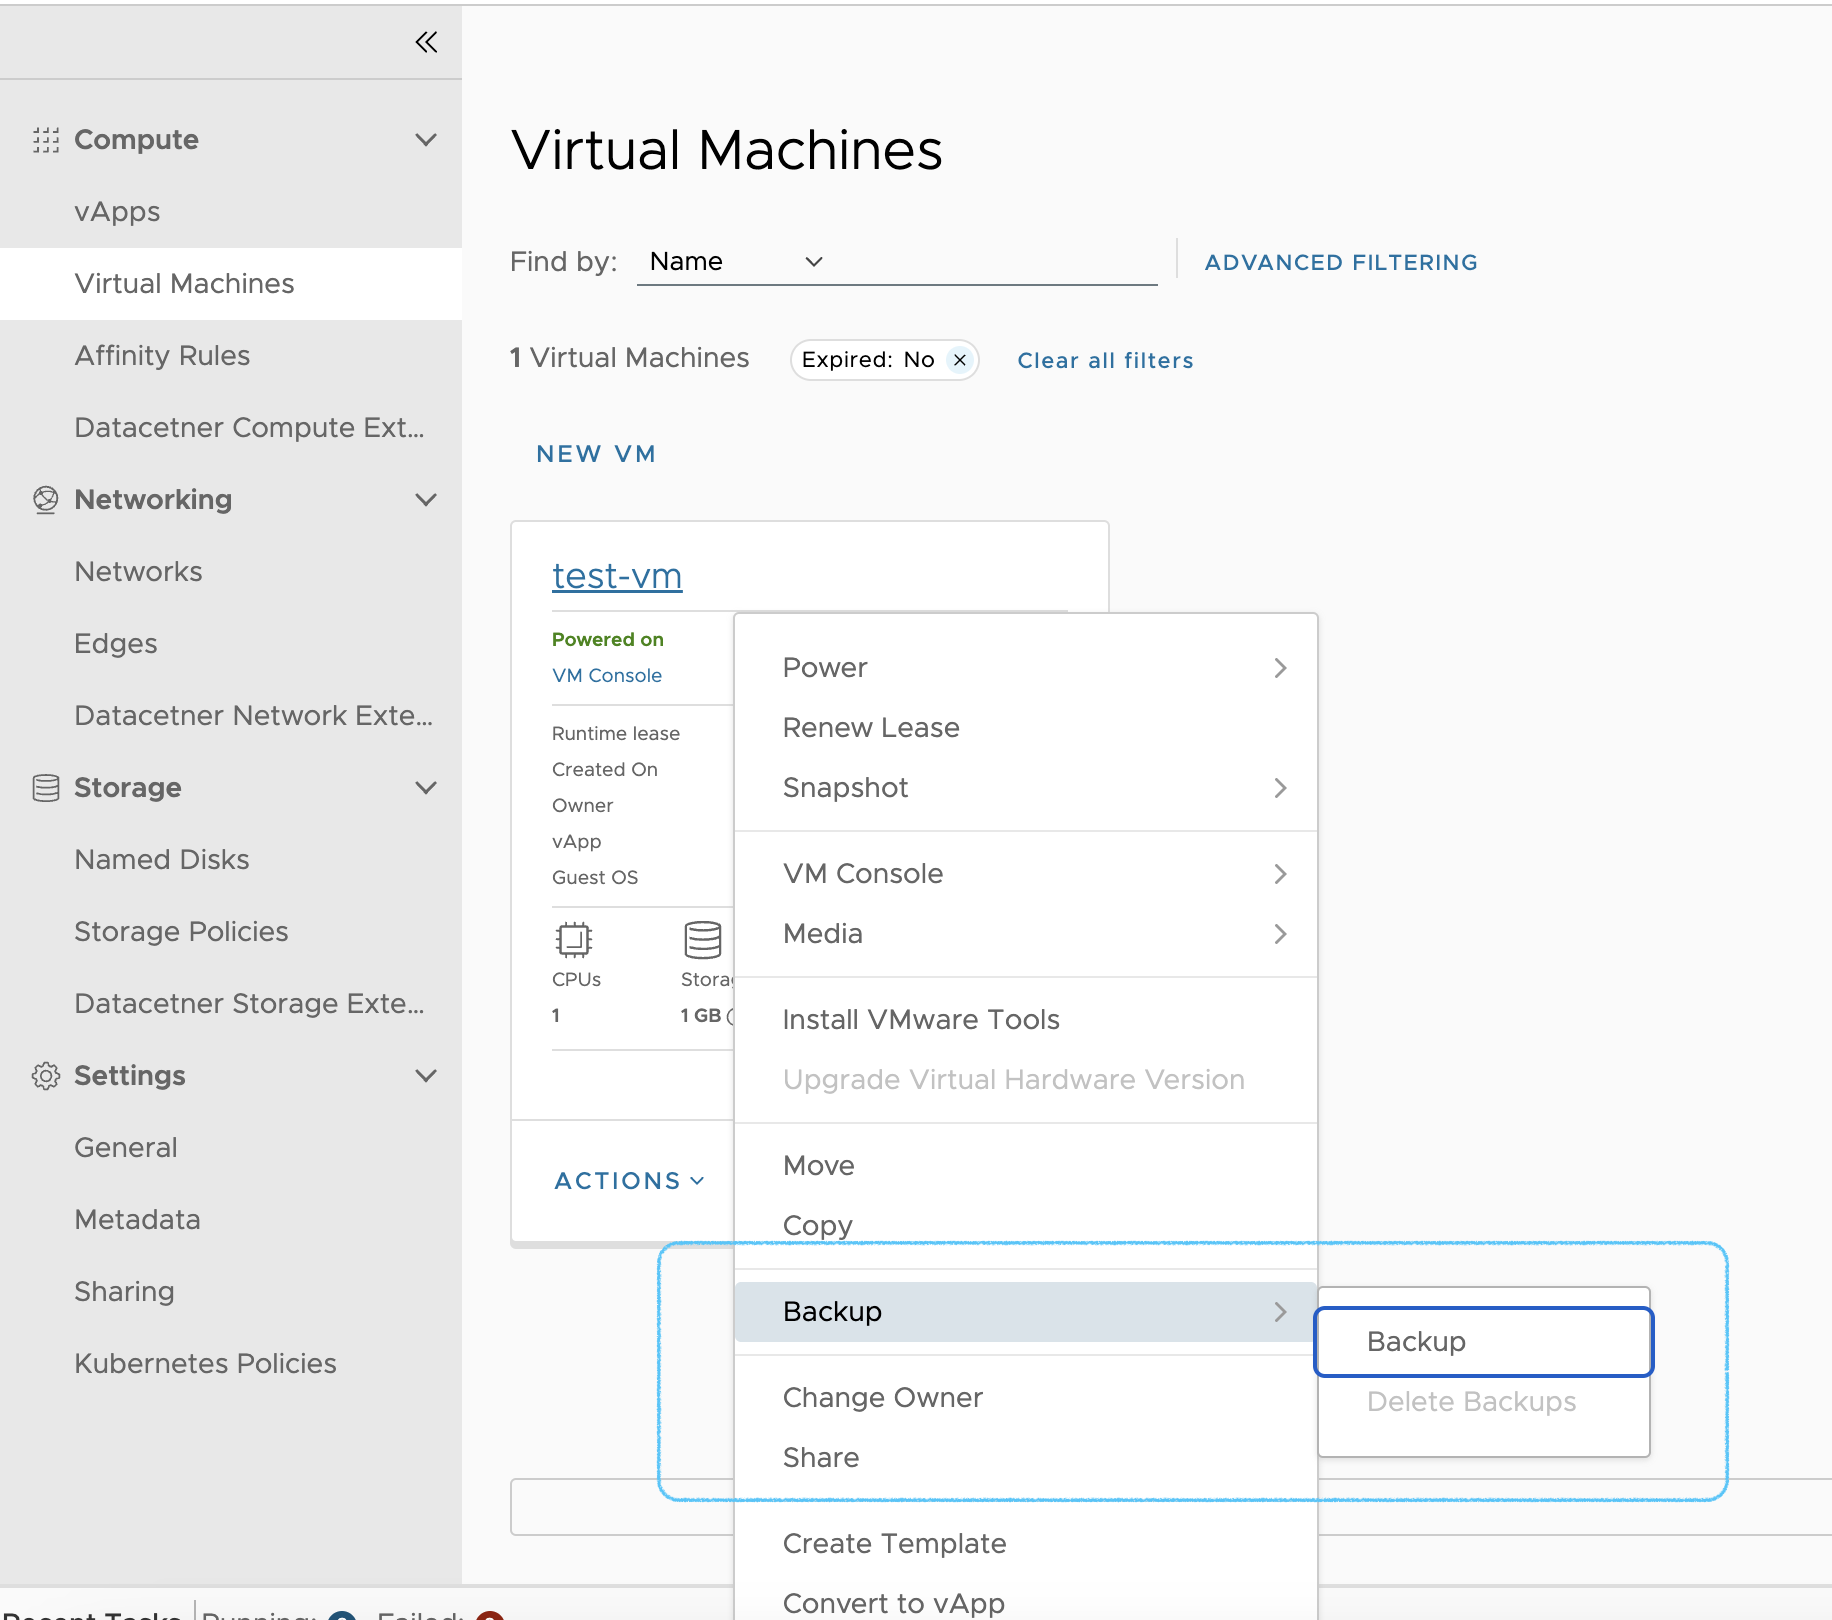 Compute
vApps
Virtual Machines
Affinity Rules
Datacetner Compute Ext...
Networking
Networks
Edges
Datacetner Network Exte...
Storage
Named Disks
Storage Policies
Datacetner Storage Exte...
Settings
General
Metadata
Sharing
Kubernetes Policies
Virtual Machines
Find by: Name ADVANCED FILTERING
1 Virtual Machines Expired: No Clear all filters
NEW VM
test-vm
Powered on
VM Console
Runtime lease
Created On
Owner
vApp
Guest OS
CPUs
1
1 GB
ACTIONS
Power
Renew Lease
Snapshot
VM Console
Media
Install VMware Tools
Upgrade Virtual Hardware Version
Move
Copy
Backup
Change Owner
Share
Create Template
Convert to vApp
Backup
Delete Backups
Recent Tasks Running: Failed: